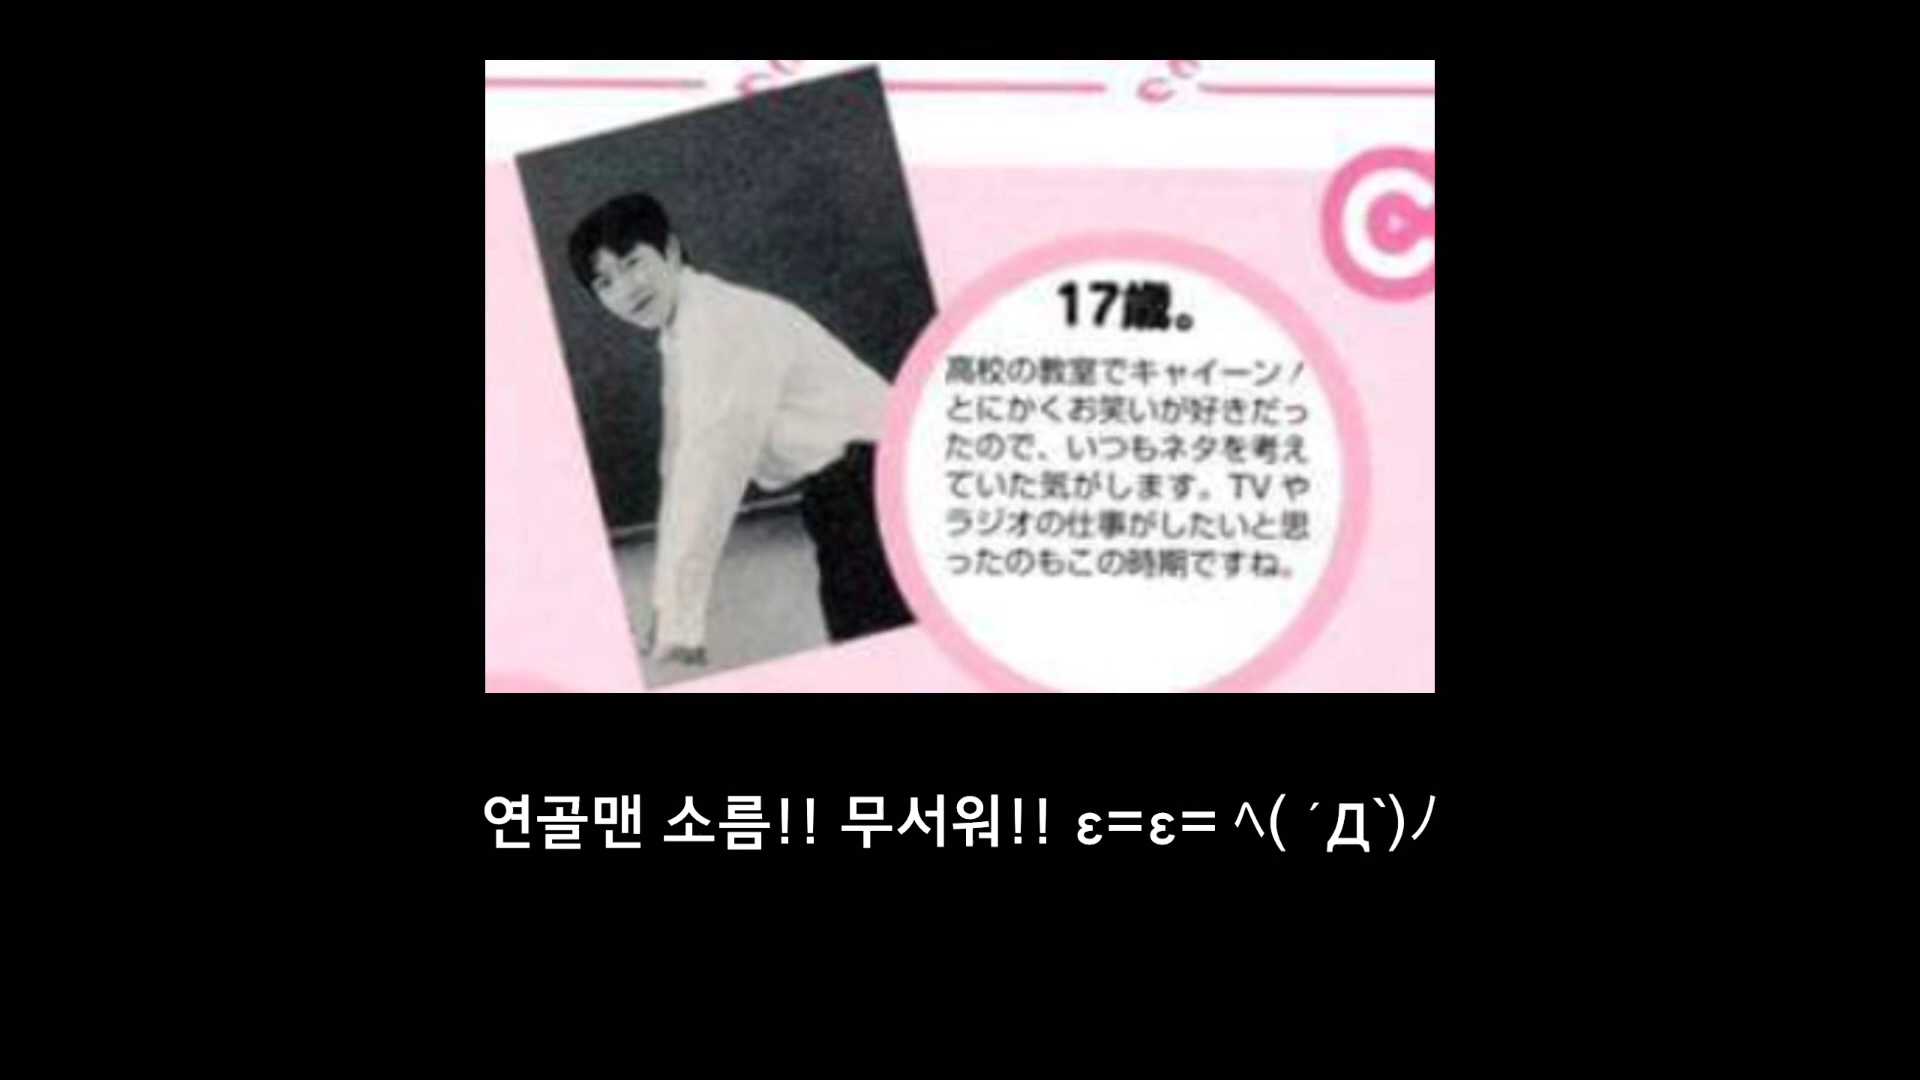 C
17歳。
高校の教室でキャイーン!
とにかくお笑いが好きだっ
たので、いつもネタを考え
ていた気がします。TVや
ラジオの仕事がしたいと思
ったのもこの時期ですね。
연골맨 소름!! 무서워!! ε=ε= ヘ( ´Д`)ノ